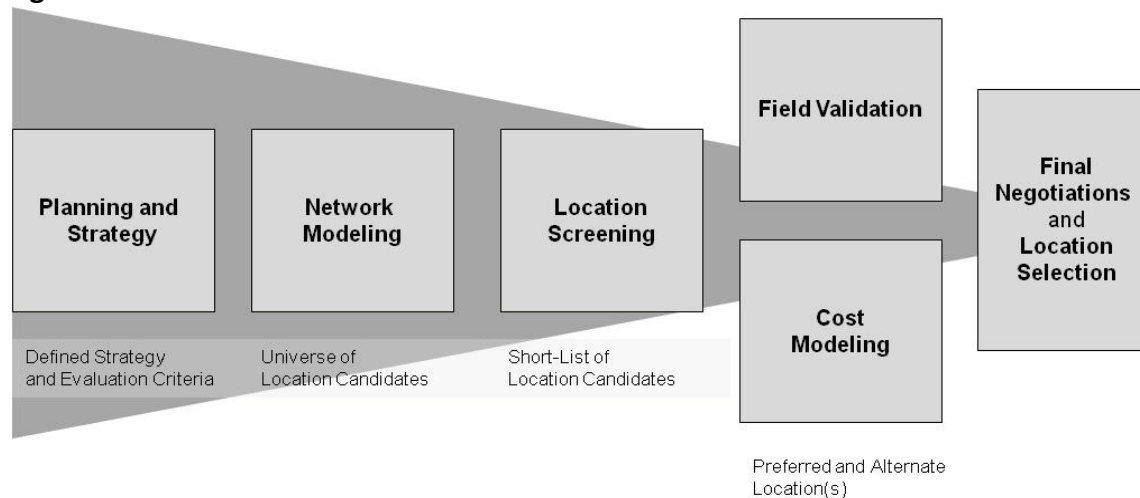 Planning and
Strategy
Network
Modeling
Location
Screening
Field Validation
Cost
Modeling
Final
Negotiations
and
Location
Selection
Defined Strategy
and Evaluation Criteria
Universe of
Location Candidates
Short-List of
Location Candidates
Preferred and Alternate
Location(s)